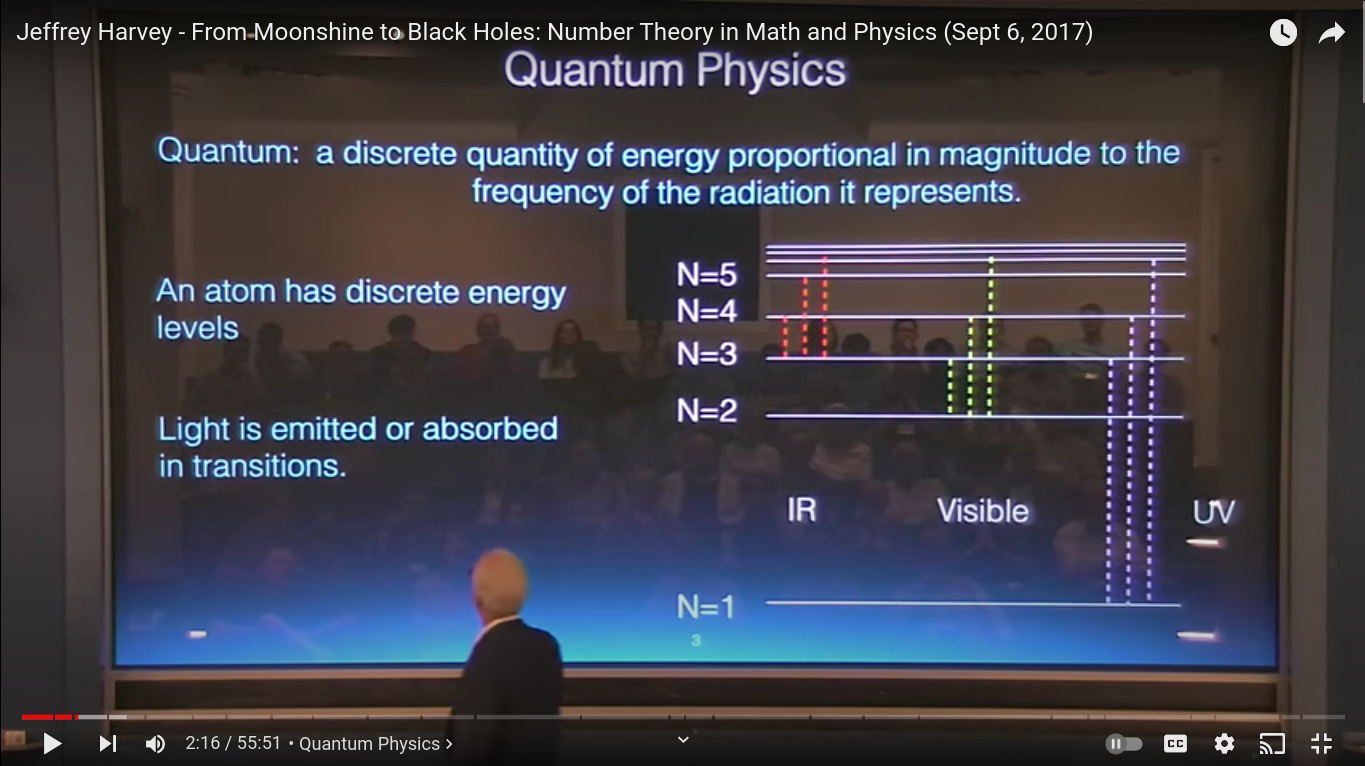 Jeffrey Harvey - From Moonshine to Black Holes: Number Theory in Math and Physics (Sept 6, 2017)
Quantum Physics
Quantum: a discrete quantity of energy proportional in magnitude to the
frequency of the radiation it represents.
An atom has discrete energy
levels
Light is emitted or absorbed
in transitions.
N=5
N=4
N=3
N=2
IR Visible UV
N=1
3
2:16 / 55:51 • Quantum Physics >
CC